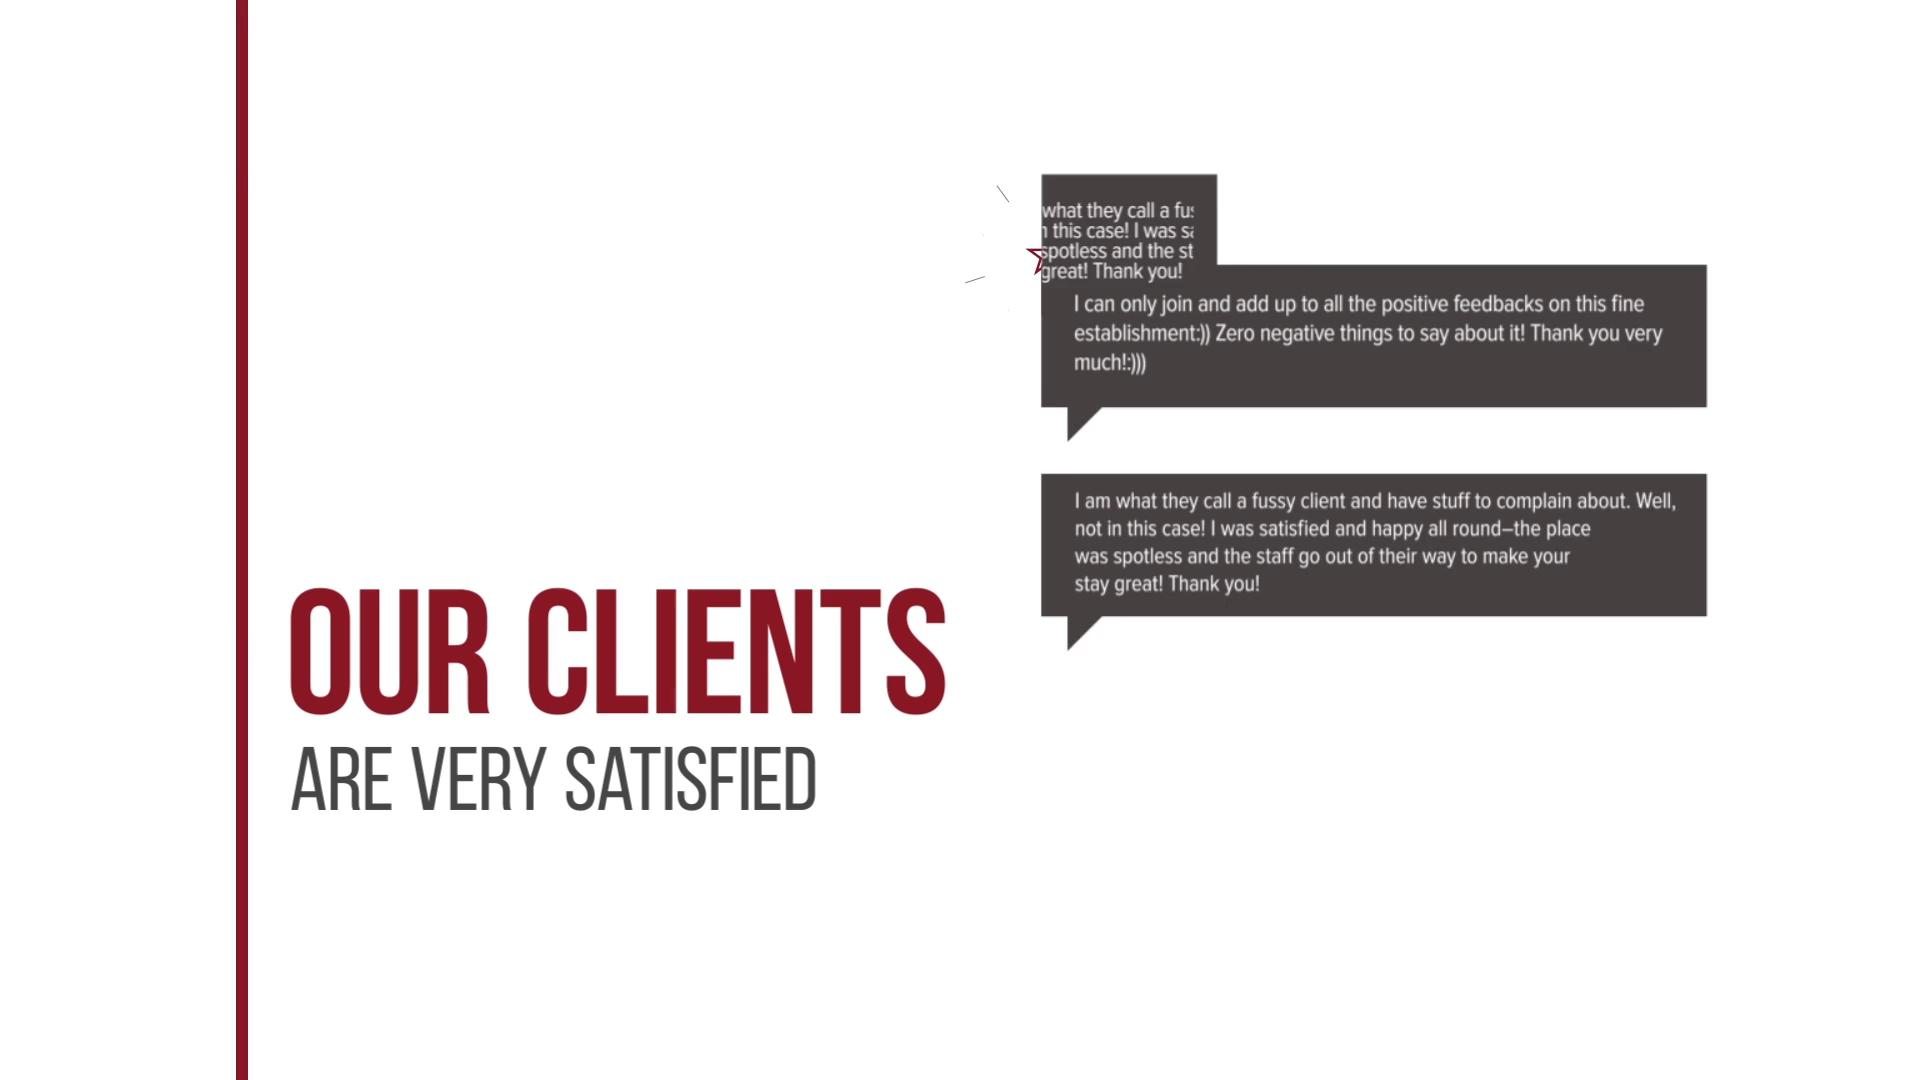 OUR CLIENTS
ARE VERY SATISFIED
what they call a
this case! I was
spotless and the
great! Thank you!
I can only join and add up to all the positive feedbacks on this fine
establishment:)) Zero negative things to say about it! Thank you very
much!:)))
I am what they call a fussy client and have stuff to complain about. Well,
not in this case! I was satisfied and happy all round–the place
was spotless and the staff go out of their way to make your
stay great! Thank you!